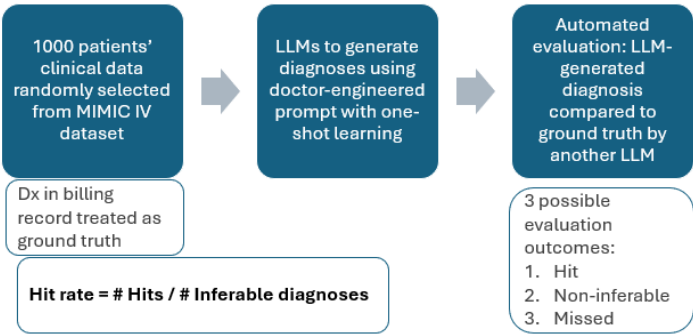 1000 patients’
clinical data
randomly selected
from MIMIC IV
dataset
LLMs to generate
diagnoses using
doctor-engineered
prompt with one-
shot learning
Automated
evaluation: LLM-
generated
diagnosis
compared to
ground truth by
another LLM
Dx in billing
record treated as
ground truth
3 possible
evaluation
outcomes:
1. Hit
2. Non-inferable
3. Missed
Hit rate = # Hits / # Inferable diagnoses